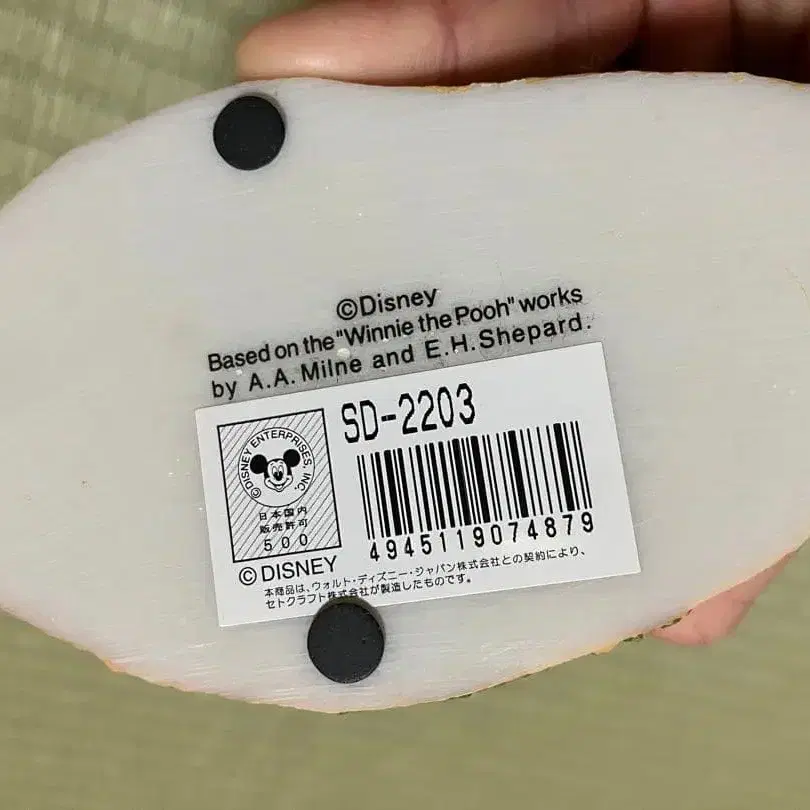 ©Disney
Based on the "Winnie the Pooh" works
by A.A. Milne and E.H. Shepard.
SD-2203
©DISNEY ENTERPRISES, INC.
日本国内
販売許可
500
4945119074879
© DISNEY
本商品は、ウォルト・ディズニー・ジャパン株式会社との契約により、
セトクラフト株式会社が製造したものです。